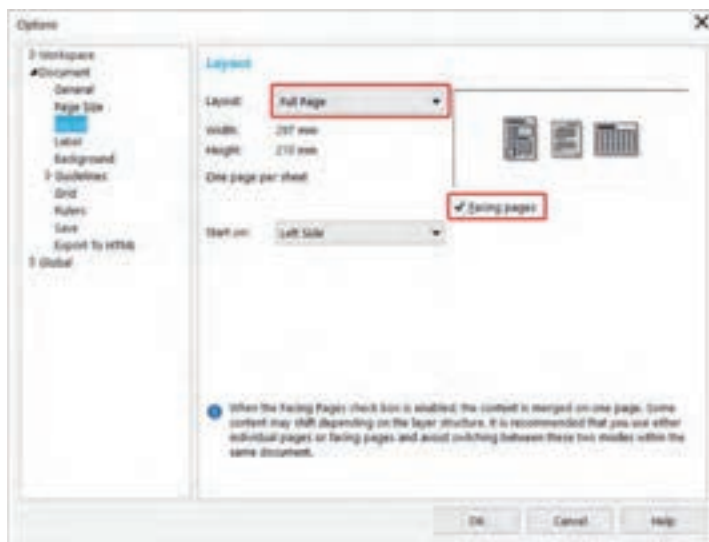 Options
Workspace
Document
General
Page Size
Label
Background
Guidelines
Grid
Rulers
Save
Export To HTML
Global
Layout
Layout: Full Page
Width: 297 mm
Height: 210 mm
One page per sheet
Facing pages
Start on: Left Side
When the Facing Pages check box is enabled, the content is merged on one page. Some
content may shift depending on the layer structure. It is recommended that you use either
individual pages or facing pages and avoid switching between these two modes within the
same document.
OK Cancel Help